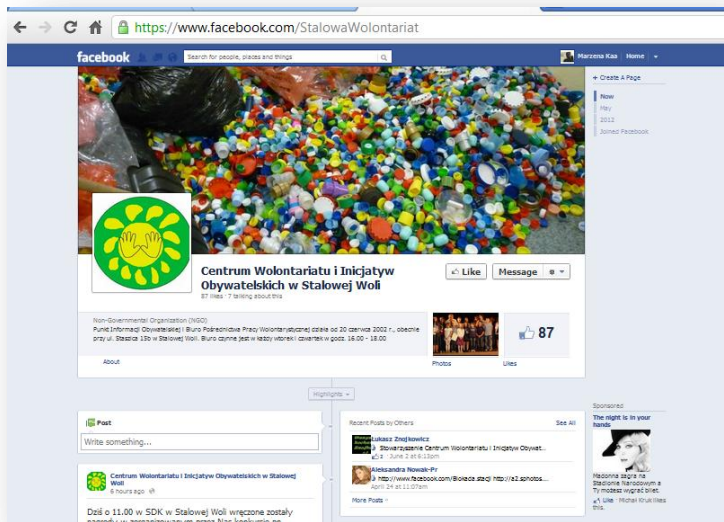 https://www.facebook.com/StalowaWolontariat
facebook
Search for people, places and things
Marzena Kaa Home
+ Create A Page
Now
May
2012
Joined Facebook
Centrum Wolontariatu i Inicjatyw
Obywatelskich w Stalowej Woli
87 likes · 7 talking about this
Like
Message
Non-Governmental Organization (NGO)
Punkt Informacji Obywatelskiej i Biuro Pośrednictwa Pracy Wolontarystycznej działa od 20 czerwca 2002 r., obecnie
przy ul. Staszica 15b w Stalowej Woli. Biuro czynne jest w każdy wtorek i czwartek w godz. 16.00 - 18.00
About
Photos
87
Likes
Highlights
Post
Write something...
Centrum Wolontariatu i Inicjatyw Obywatelskich w Stalowej
Woli
6 hours ago
Dziś o 11.00 w SDK w Stalowej Woli wręczone zostały
nagrody w zorganizowanym przez Nas konkursie po
Recent Posts by Others
See All
Łukasz Znojkowicz
Stowarzyszenie Centrum Wolontariatu i Inicjatyw Obywat...
2 · June 2 at 6:13pm
Aleksandra Nowak-Pr
http://www.facebook.com/Blokada.stacji http://a2.sphotos...
April 24 at 11:07am
More Posts
Sponsored
The night is in your
hands
Madonna zagra na
Stadionie Narodowym a
Ty możesz wygrać bilet.
Like · Michał Kruk likes
this.